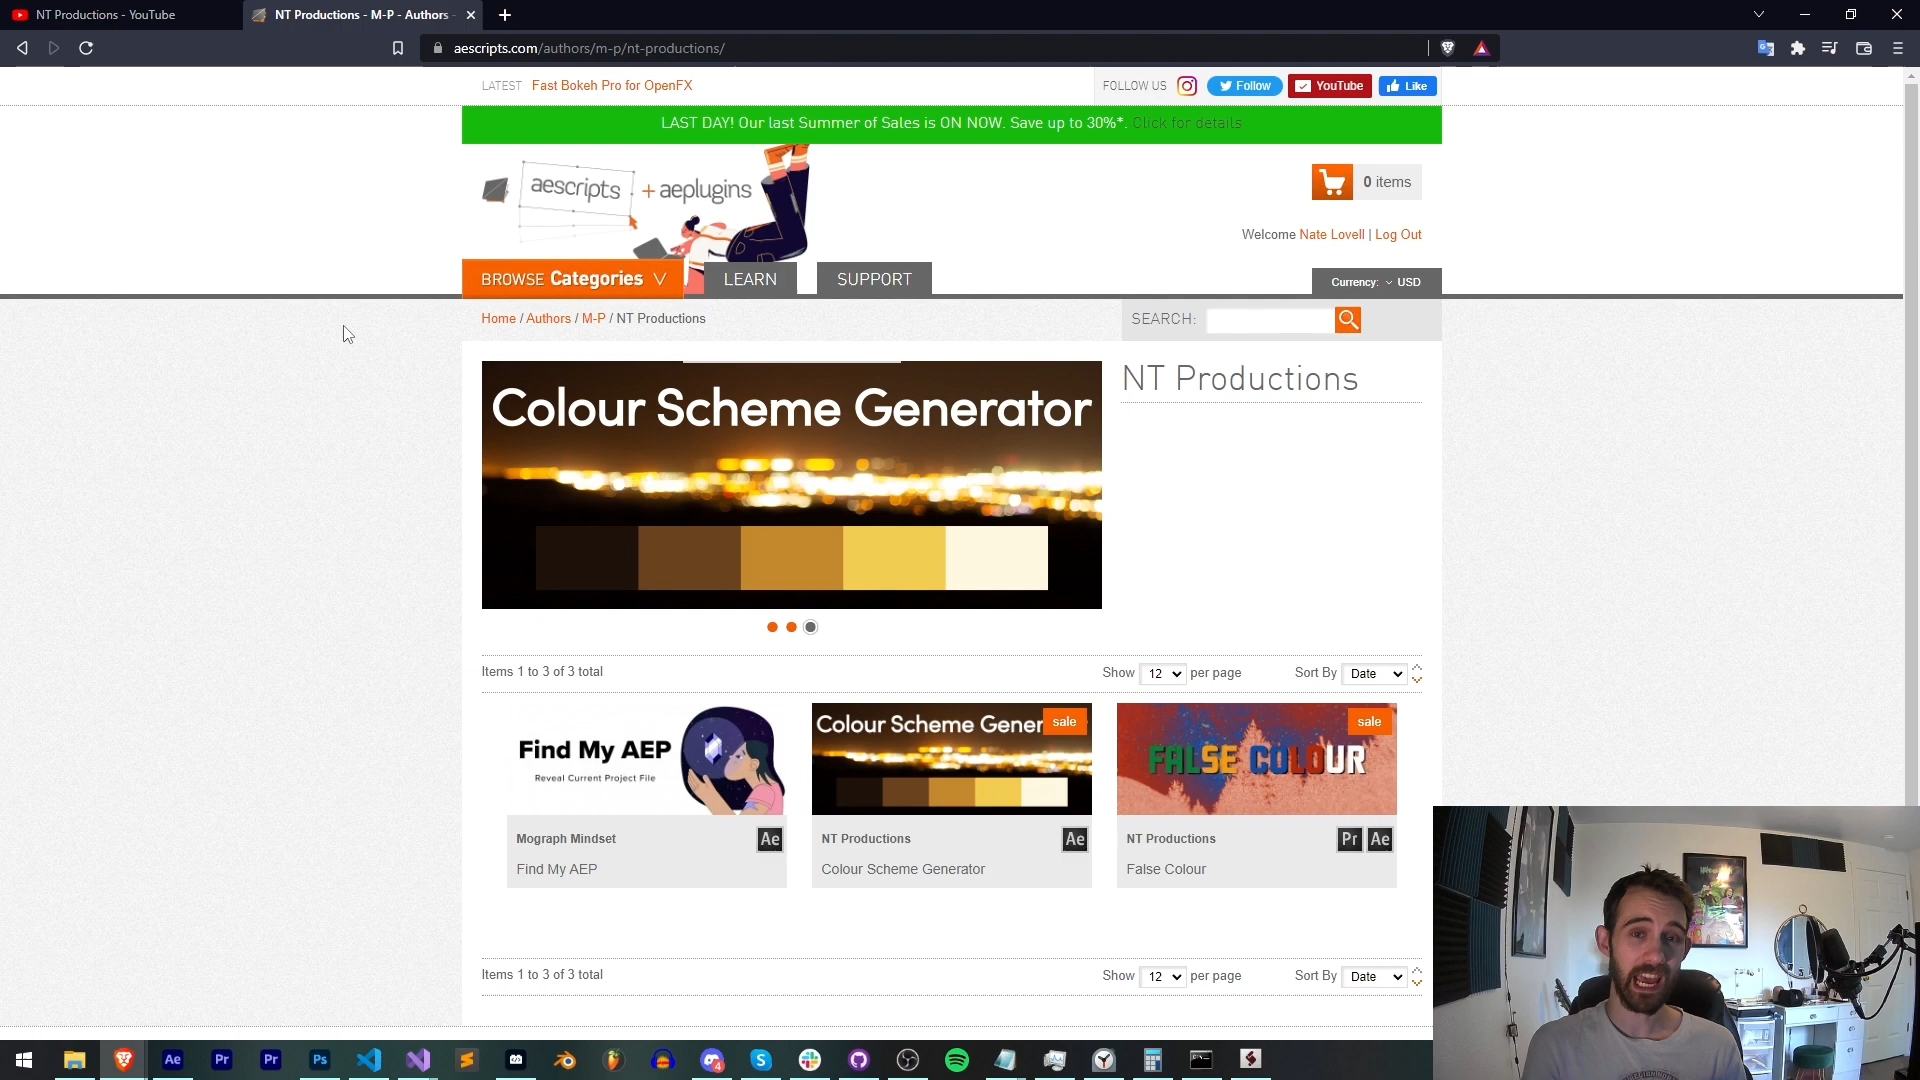 NT Productions - YouTube
NT Productions - M-P - Authors -
aescripts.com/authors/m-p/nt-productions/
LATEST Fast Bokeh Pro for OpenFX
FOLLOW US Follow YouTube Like
LAST DAY! Our last Summer of Sales is ON NOW. Save up to 30%*. Click for details
aescripts + aeplugins
0 items
Welcome Nate Lovell | Log Out
BROWSE Categories V LEARN SUPPORT
Currency: USD
Home / Authors / M-P / NT Productions
SEARCH:
Colour Scheme Generator
NT Productions
Items 1 to 3 of 3 total
Show 12 per page
Sort By Date
Find My AEP
Reveal Current Project File
Colour Scheme Gener
sale
FALSE COLOUR
sale
Mograph Mindset Ae
Find My AEP
NT Productions Ae
Colour Scheme Generator
NT Productions Pr Ae
False Colour
Items 1 to 3 of 3 total
Show 12 per page
Sort By Date
Ae Pr Pr Ps 4